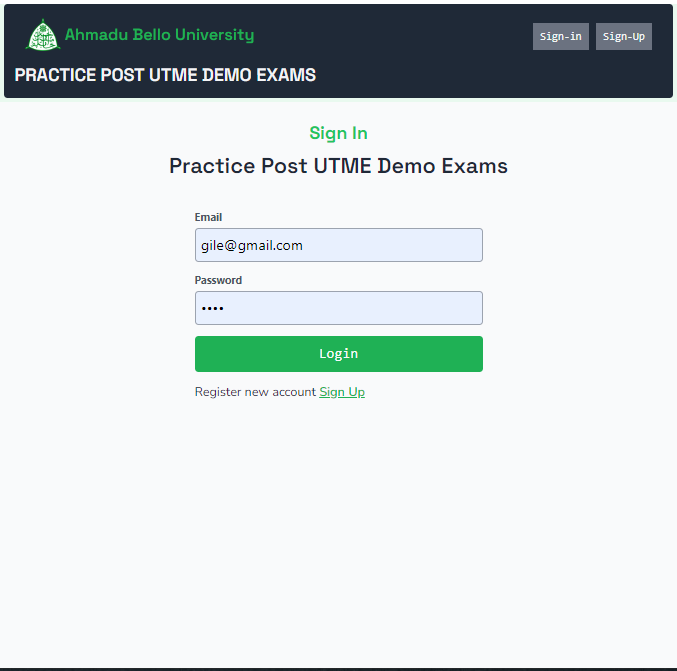 Ahmadu Bello University
Sign-in
Sign-Up
PRACTICE POST UTME DEMO EXAMS
Sign In
Practice Post UTME Demo Exams
Email
gile@gmail.com
Password
••••
Login
Register new account Sign Up